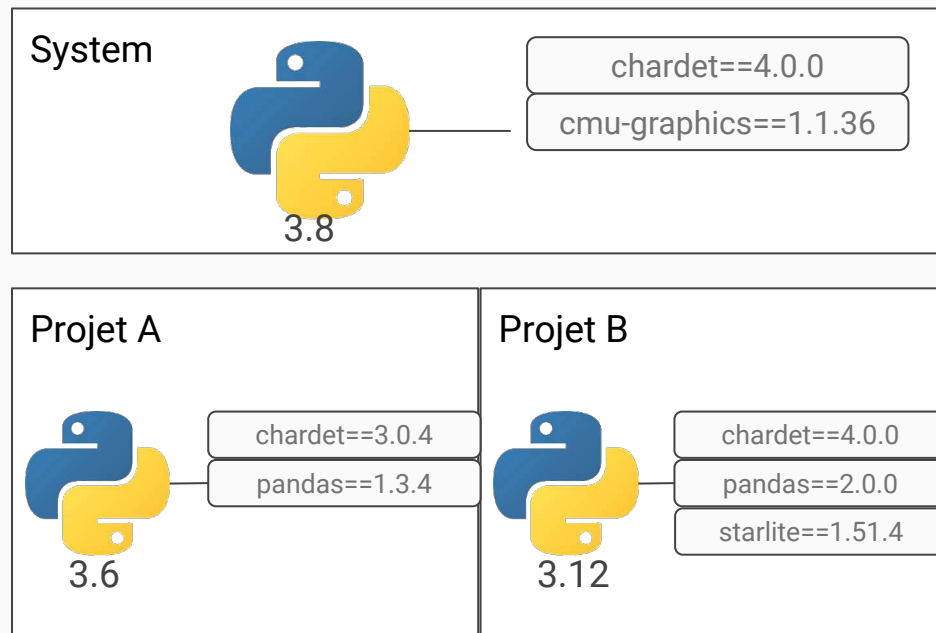 System
chardet==4.0.0
cmu-graphics==1.1.36
3.8
Projet A
chardet==3.0.4
pandas==1.3.4
3.6
Projet B
chardet==4.0.0
pandas==2.0.0
starlite==1.51.4
3.12